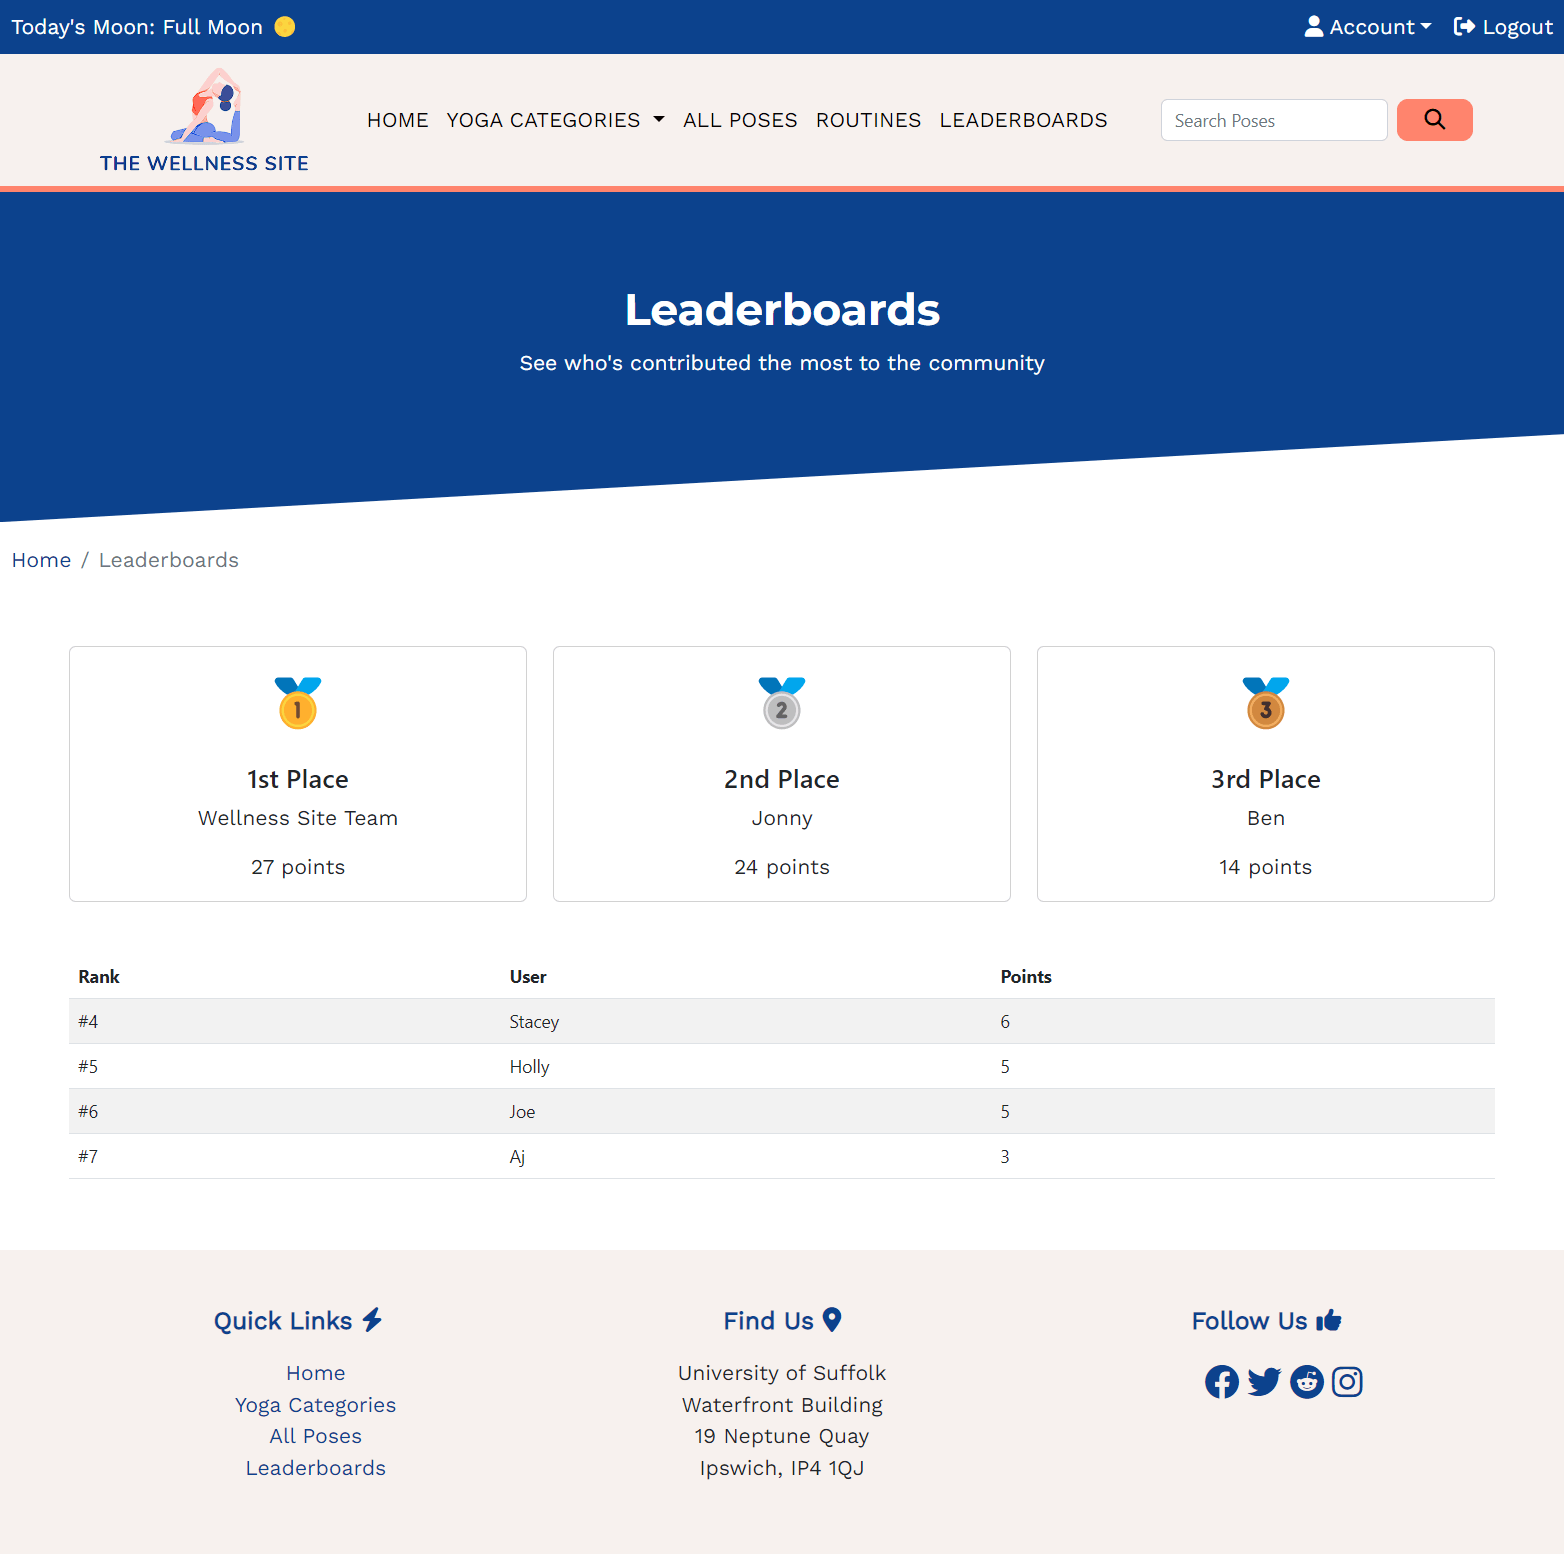 Today's Moon: Full Moon
Account
Logout
THE WELLNESS SITE
HOME YOGA CATEGORIES ALL POSES ROUTINES LEADERBOARDS
Search Poses
Leaderboards
See who's contributed the most to the community
Home / Leaderboards
1
1st Place
Wellness Site Team
27 points
2
2nd Place
Jonny
24 points
3
3rd Place
Ben
14 points
Rank User Points
#4 Stacey 6
#5 Holly 5
#6 Joe 5
#7 Aj 3
Quick Links
Home
Yoga Categories
All Poses
Leaderboards
Find Us
University of Suffolk
Waterfront Building
19 Neptune Quay
Ipswich, IP4 1QJ
Follow Us